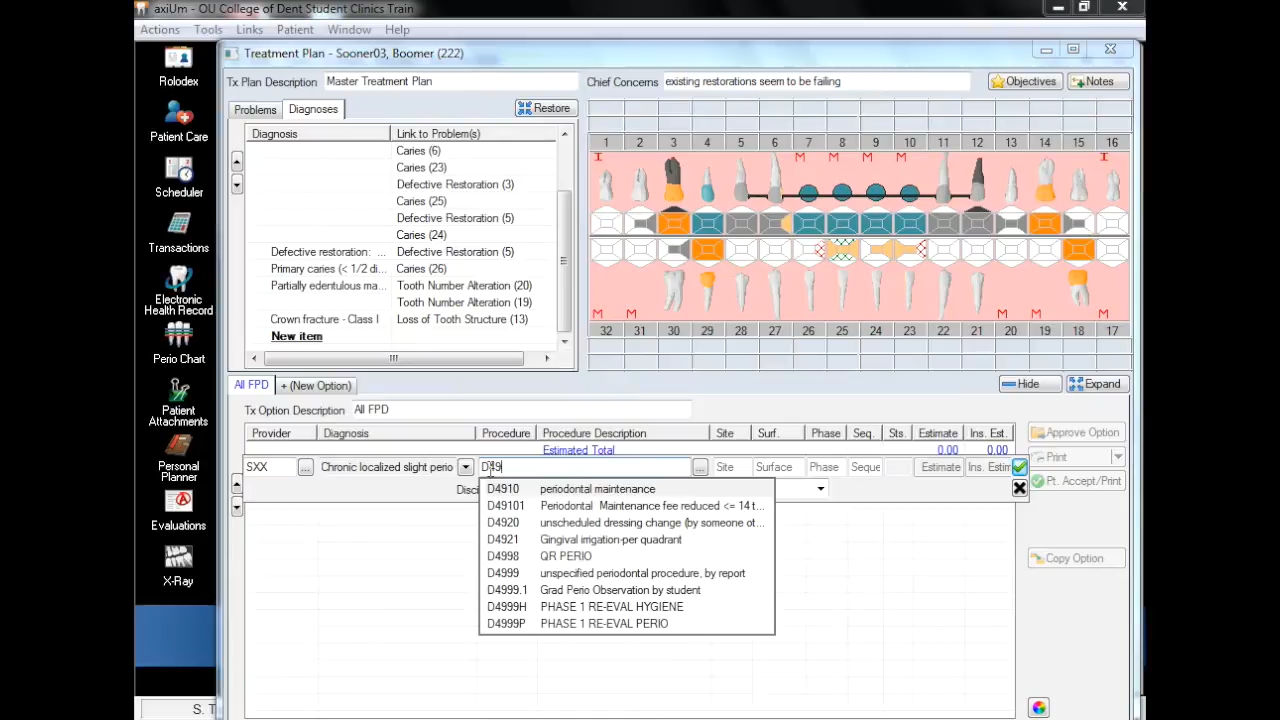 axiUm - OU College of Dent Student Clinics Train
Actions Tools Links Patient Window Help
Rolodex
Patient Care
Scheduler
Transactions
Electronic
Health Record
Perio Chart
Patient
Attachments
Personal
Planner
Evaluations
X-Ray
S. T
Treatment Plan - Sooner03, Boomer (222)
Tx Plan Description Master Treatment Plan Chief Concerns existing restorations seem to be failing Objectives Notes
Problems Diagnoses Restore
Diagnosis Link to Problem(s)
Caries (6)
Caries (23)
Defective Restoration (3)
Caries (25)
Defective Restoration (5)
Caries (24)
Defective restoration: Defective Restoration (5)
Primary caries (< 1/2 di... Caries (26)
Partially edentulous ma... Tooth Number Alteration (20)
Tooth Number Alteration (19)
Crown fracture - Class I Loss of Tooth Structure (13)
New item
1 2 3 4 5 6 7 8 9 10 11 12 13 14 15 16
I M M M M I
M M M M M
32 31 30 29 28 27 26 25 24 23 22 21 20 19 18 17
All FPD + (New Option) Hide Expand
Tx Option Description All FPD
Provider Diagnosis Procedure Procedure Description Site Surf. Phase Seq. Sts. Estimate Ins. Est.
Estimated Total 0.00 0.00
SXX ... Chronic localized slight perio D49 ... Site Surface Phase Seque Estimate Ins. Estim
Disci
D4910 periodontal maintenance
D49101 Periodontal Maintenance fee reduced <= 14 t...
D4920 unscheduled dressing change (by someone ot...
D4921 Gingival irrigation-per quadrant
D4998 QR PERIO
D4999 unspecified periodontal procedure, by report
D4999.1 Grad Perio Observation by student
D4999H PHASE 1 RE-EVAL HYGIENE
D4999P PHASE 1 RE-EVAL PERIO
Approve Option
Print
Pt. Accept/Print
Copy Option